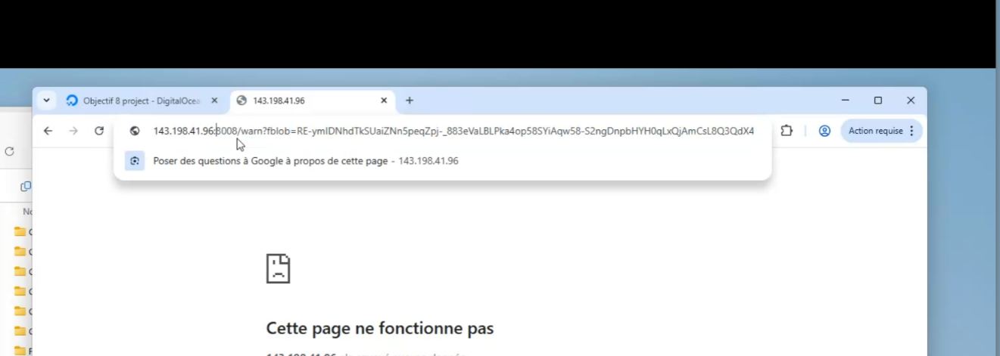 Objectif 8 project - DigitalOcea
143.198.41.96
143.198.41.96:8008/warn?fblob=RE-ymIDNhdTkSUaiZNn5peqZpj-_883eVaLBLPka4op58SYiAqw58-S2ngDnpbHYH0qLxQjAmCsL8Q3QdX4
Action requise
Poser des questions à Google à propos de cette page - 143.198.41.96
Cette page ne fonctionne pas